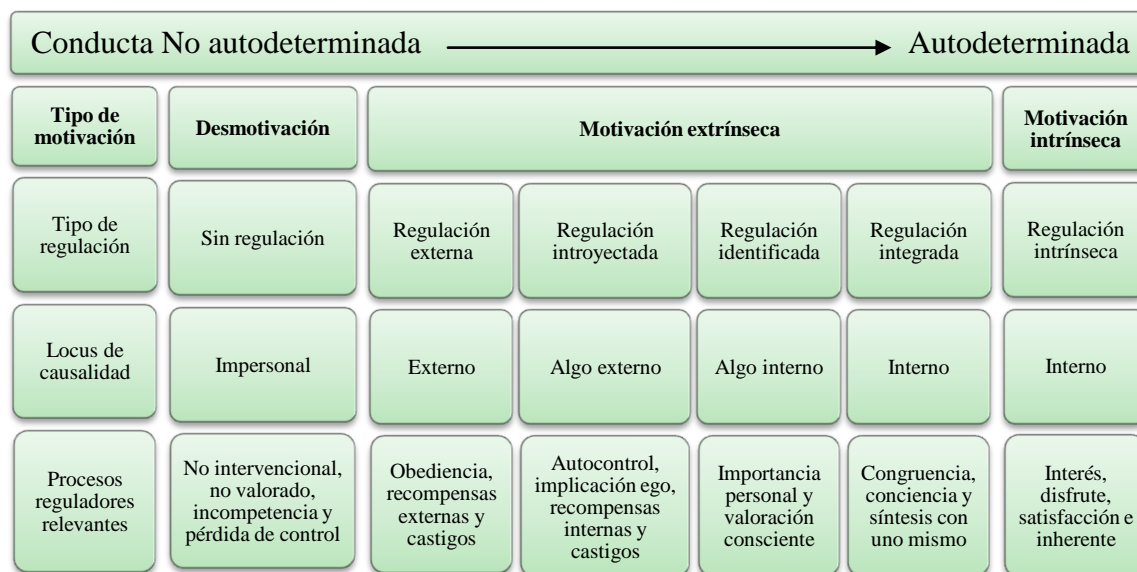 Conducta No autodeterminada Autodeterminada
Tipo de
motivación
Desmotivación
Motivación extrínseca
Motivación
intrínseca
Tipo de
regulación
Sin regulación
Regulación
externa
Regulación
introyectada
Regulación
identificada
Regulación
integrada
Regulación
intrínseca
Locus de
causalidad
Impersonal
Externo
Algo externo
Algo interno
Interno
Interno
Procesos
reguladores
relevantes
No intervencional,
no valorado,
incompetencia y
pérdida de control
Obediencia,
recompensas
externas y
castigos
Autocontrol,
implicación ego,
recompensas
internas y
castigos
Importancia
personal y
valoración
consciente
Congruencia,
conciencia y
síntesis con
uno mismo
Interés,
disfrute,
satisfacción e
inherente